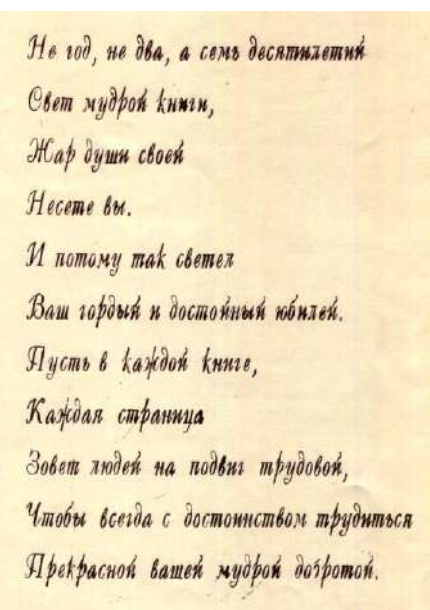 Не год, не два, а семь десятилетий
Свет мудрой книги,
Жар души своей
Несете вы.
И потому так светел
Ваш гордый и достойный юбилей.
Пусть в каждой книге,
Каждая страница
Зовет людей на подвиг трудовой,
Чтобы всегда с достоинством трудиться
Прекрасной вашей мудрой добротой.